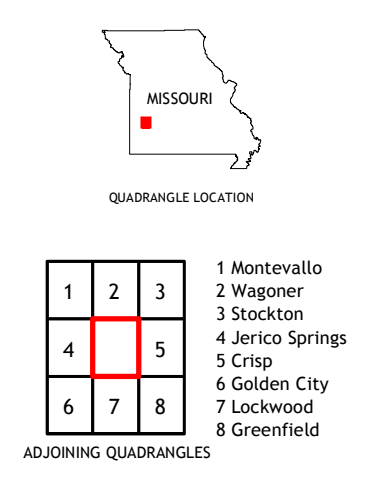 MISSOURI
QUADRANGLE LOCATION
1 2 3
4 5
6 7 8
ADJOINING QUADRANGLES
1 Montevallo
2 Wagoner
3 Stockton
4 Jerico Springs
5 Crisp
6 Golden City
7 Lockwood
8 Greenfield